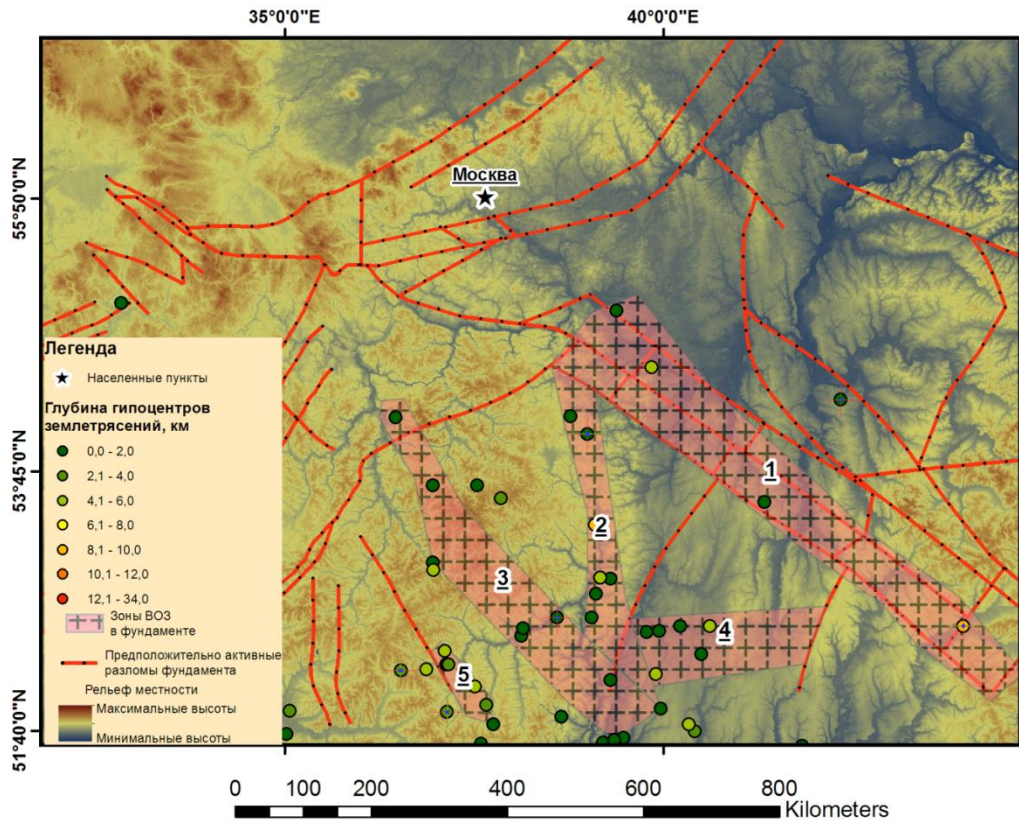 35°0'0"E
40°0'0"E
55°50'0"N
53°45'0"N
51°40'0"N
Москва
1
2
3
4
5
Легенда
Населенные пункты
Глубина гипоцентров
землетрясений, км
0,0 - 2,0
2,1 - 4,0
4,1 - 6,0
6,1 - 8,0
8,1 - 10,0
10,1 - 12,0
12,1 - 34,0
Зоны ВОЗ
в фундаменте
Предположительно активные
разломы фундамента
Рельеф местности
Максимальные высоты
Минимальные высоты
0 100 200 400 600 800
Kilometers